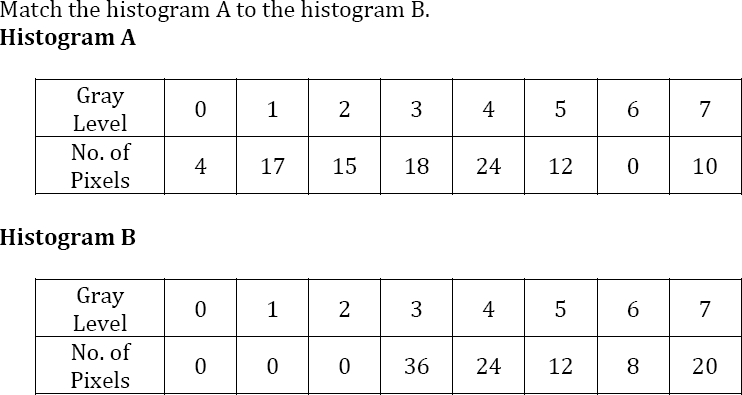 Match the histogram A to the histogram B.
Histogram A
Gray Level 0 1 2 3 4 5 6 7
No. of Pixels 4 17 15 18 24 12 0 10
Histogram B
Gray Level 0 1 2 3 4 5 6 7
No. of Pixels 0 0 0 36 24 12 8 20